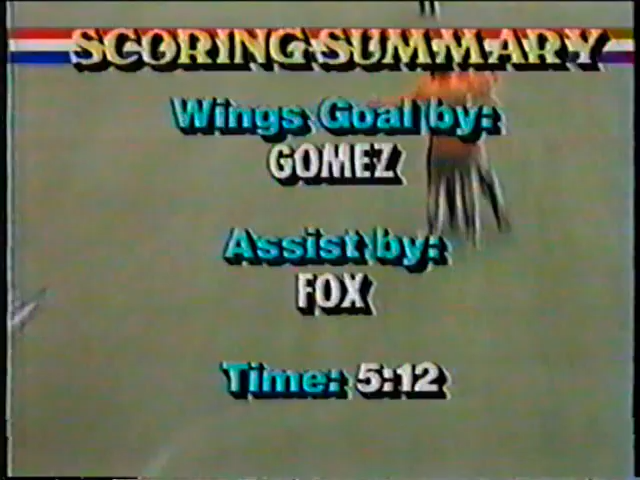 SCORING SUMMARY
Wings Goal by:
GOMEZ
Assist by:
FOX
Time: 5:12